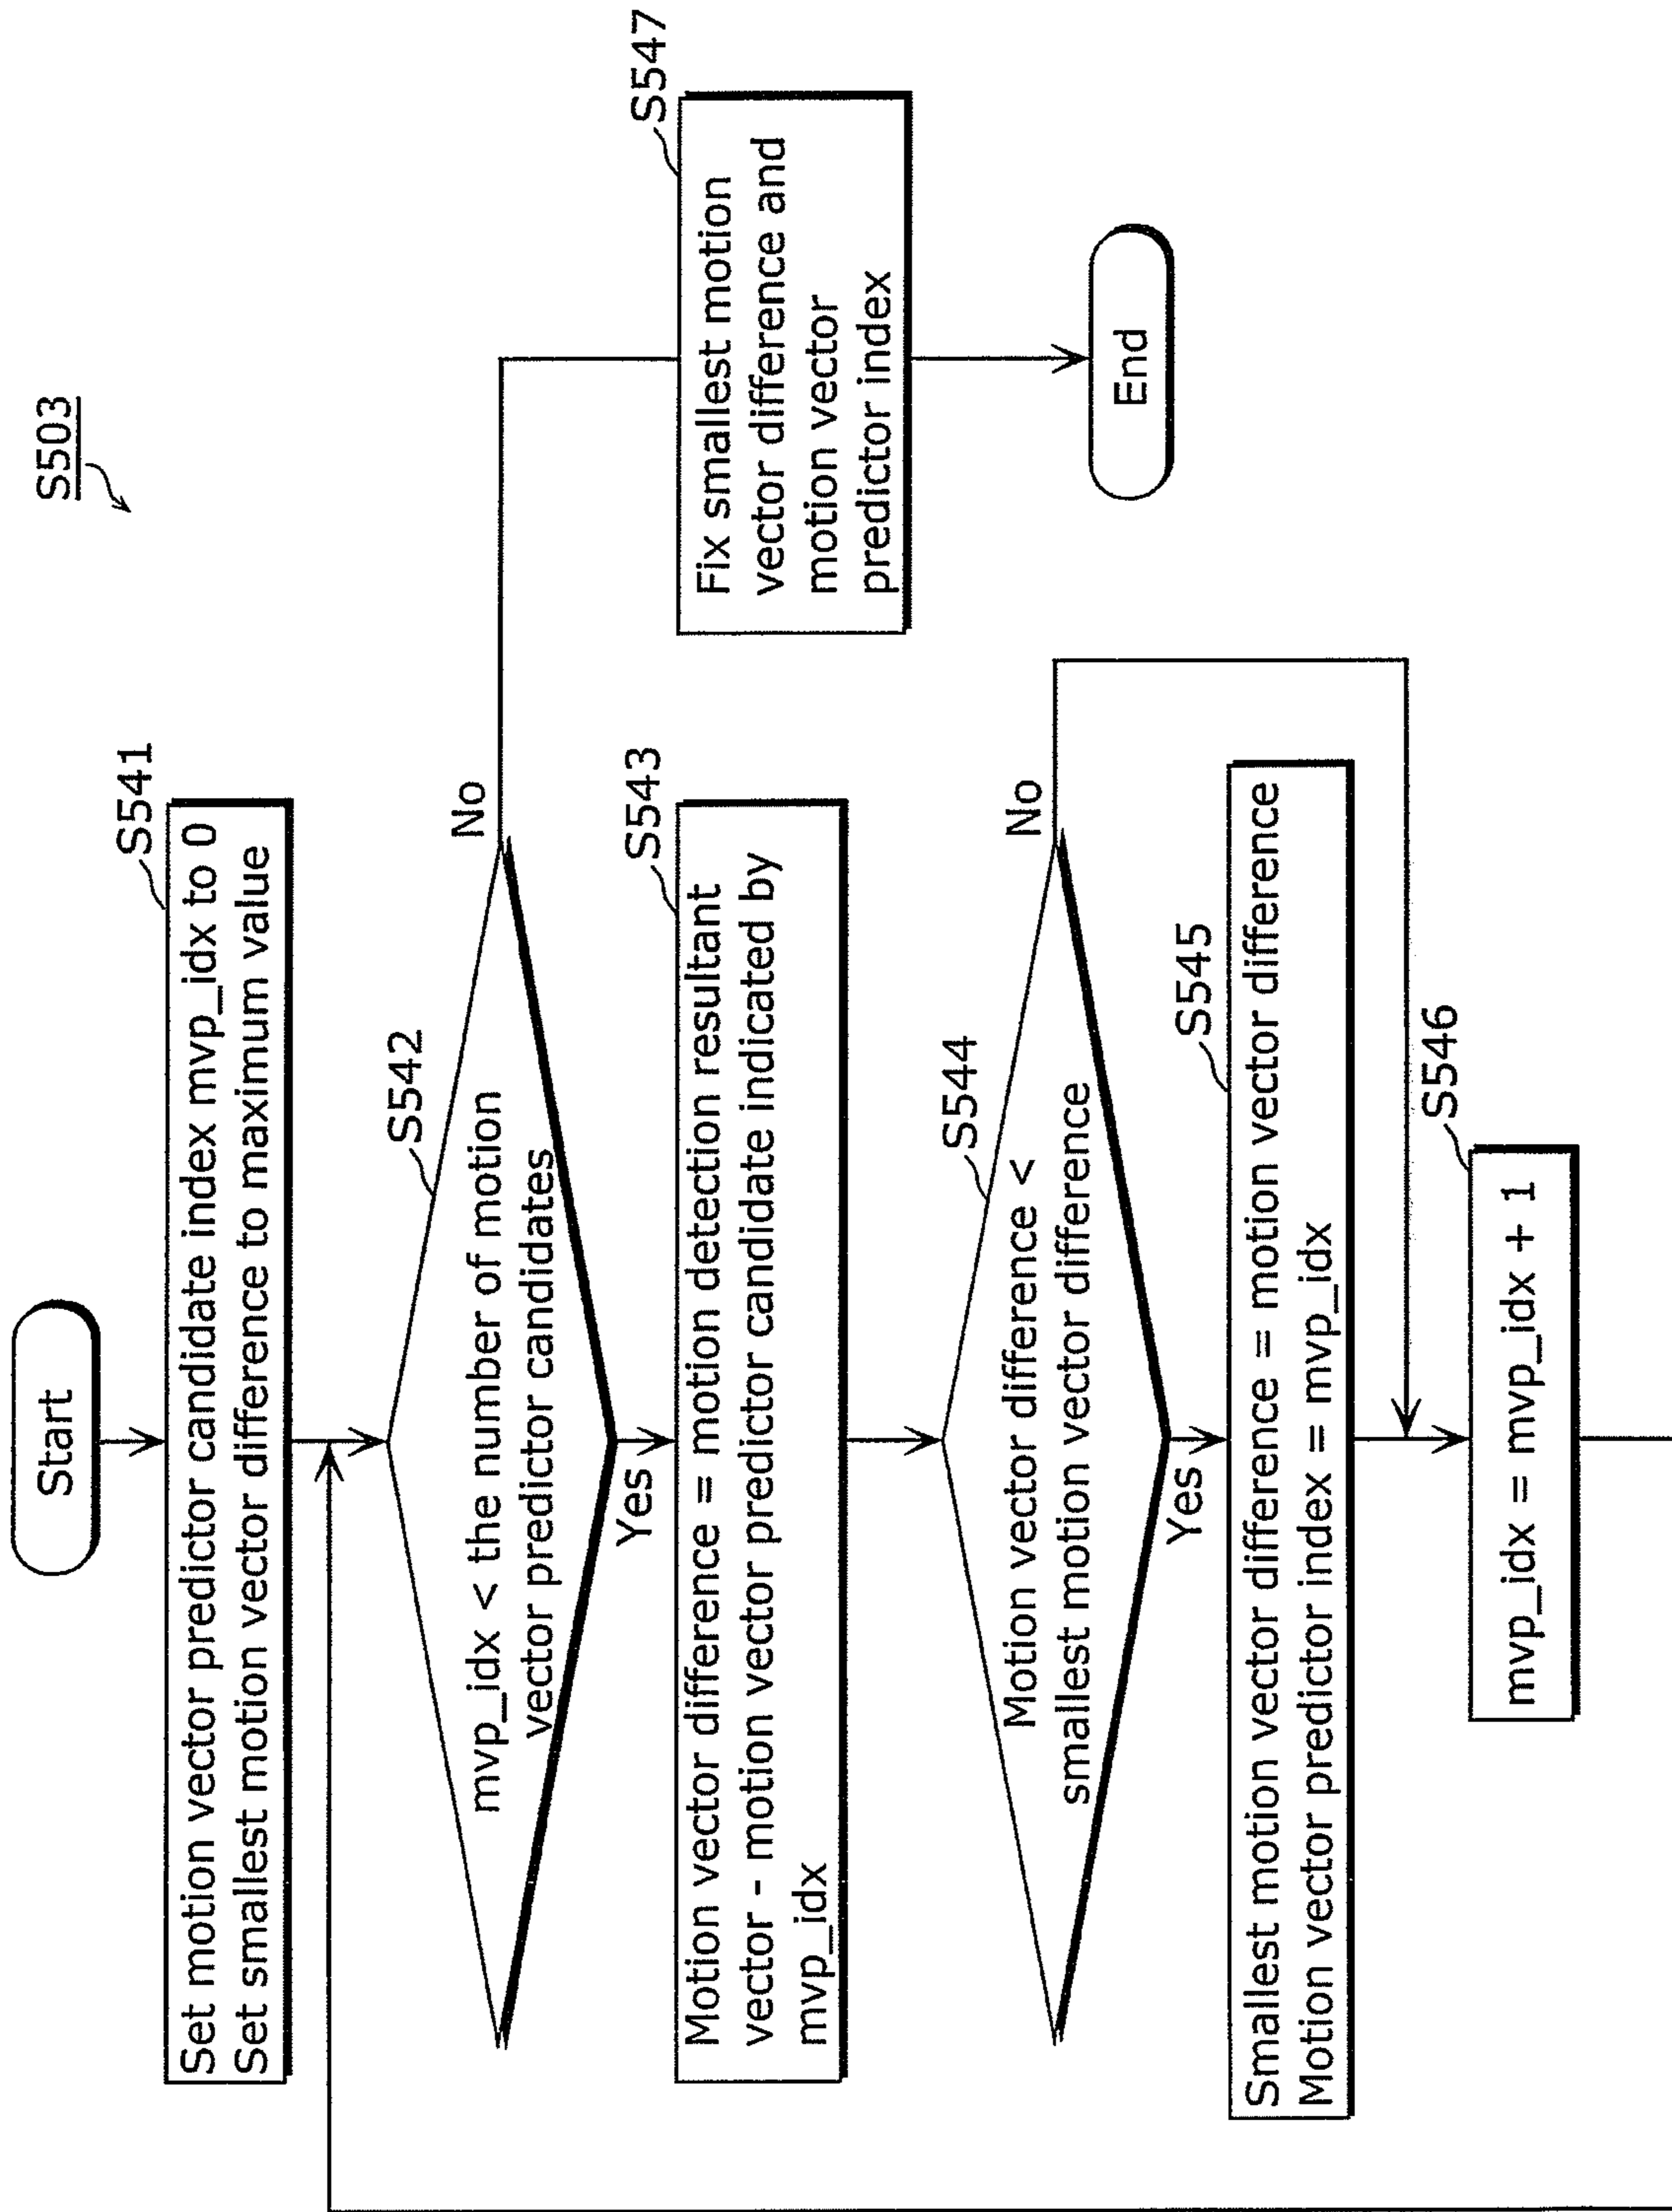 S503
Start
S541
Set motion vector predictor candidate index mvp_idx to 0
Set smallest motion vector difference to maximum value
S542
mvp_idx < the number of motion
vector predictor candidates
No
Yes
S543
Motion vector difference = motion detection resultant
vector - motion vector predictor candidate indicated by
mvp_idx
S544
Motion vector difference <
smallest motion vector difference
No
Yes
S545
Smallest motion vector difference = motion vector difference
Motion vector predictor index = mvp_idx
S546
mvp_idx = mvp_idx + 1
S547
Fix smallest motion
vector difference and
motion vector
predictor index
End